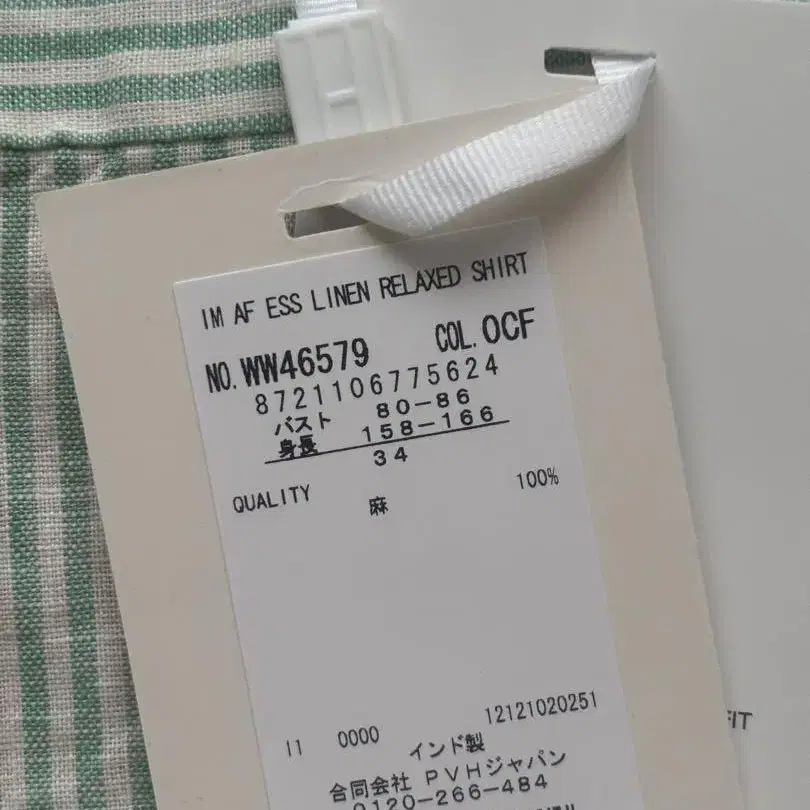 IM AF ESS LINEN RELAXED SHIRT
NO. WW46579 COL. OCF
8721106775624
バスト 80-86
身長 158-166
34
QUALITY 麻 100%
12121020251
I1 0000
インド製
合同会社 PVHジャパン
0120-266-484